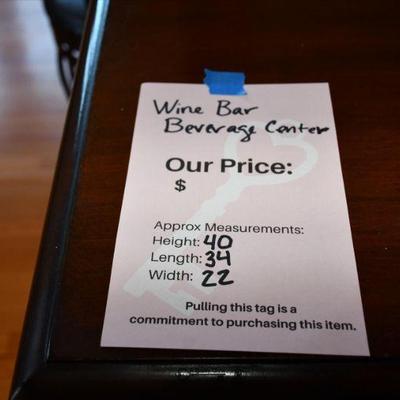 Wine Bar
Beverage Center
Our Price:
$
Approx Measurements:
Height: 40
Length: 34
Width: 22
Pulling this tag is a
commitment to purchasing this item.